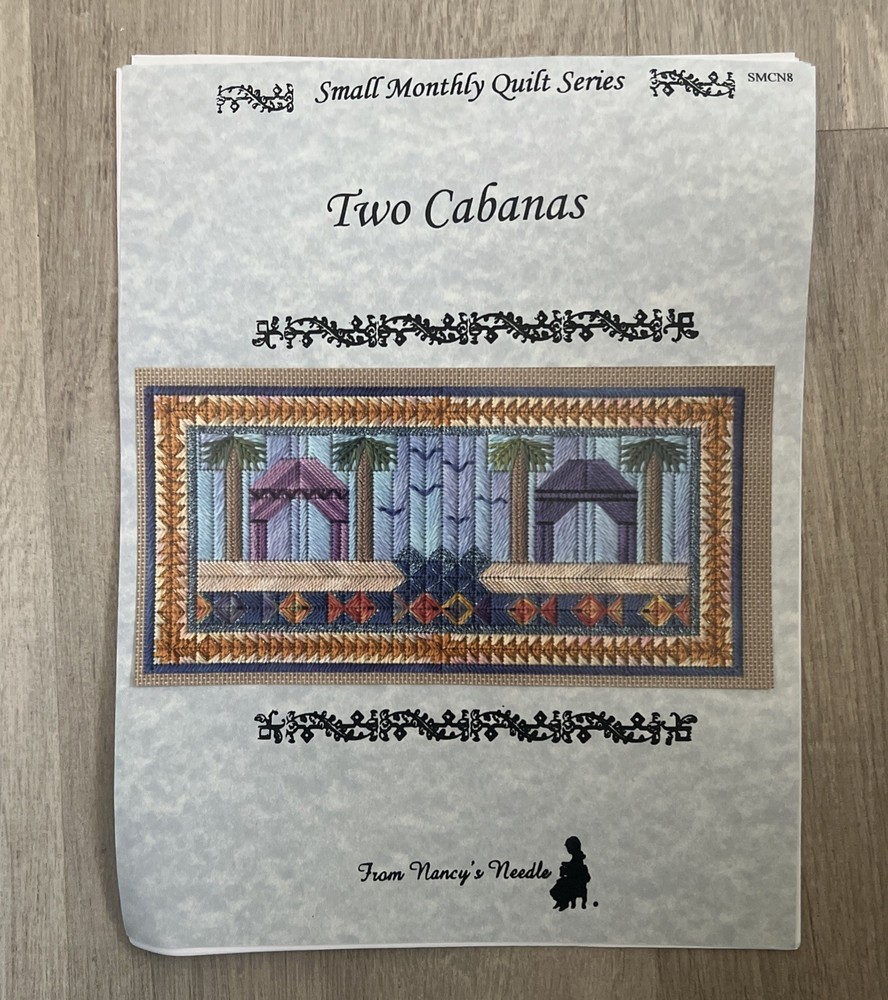 Small Monthly Quilt Series
SMCN8
Two Cabanas
From Nancy's Needle